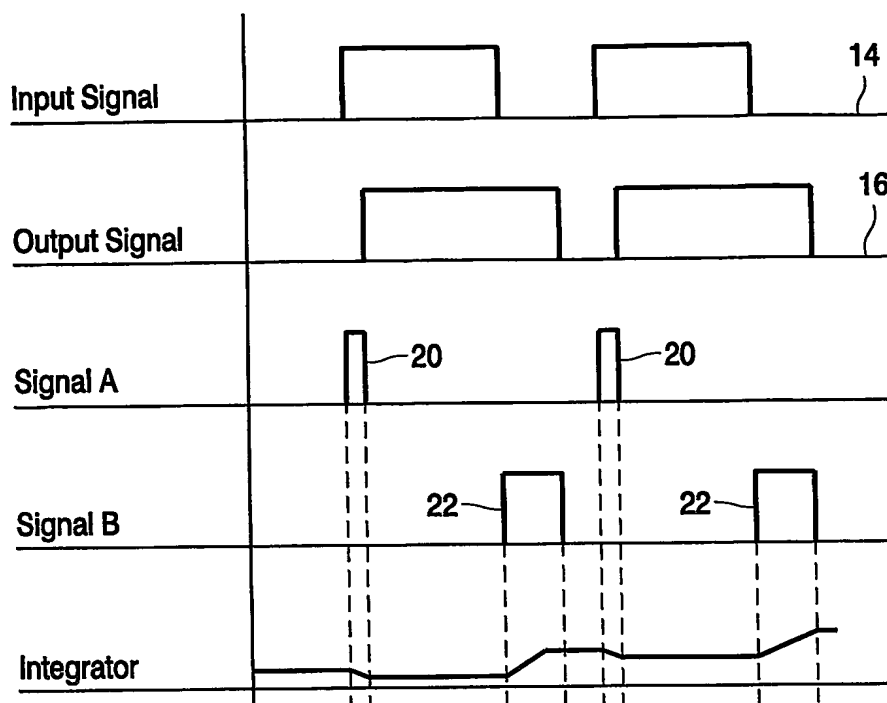 Input Signal
14
Output Signal
16
Signal A
20
20
Signal B
22
22
Integrator